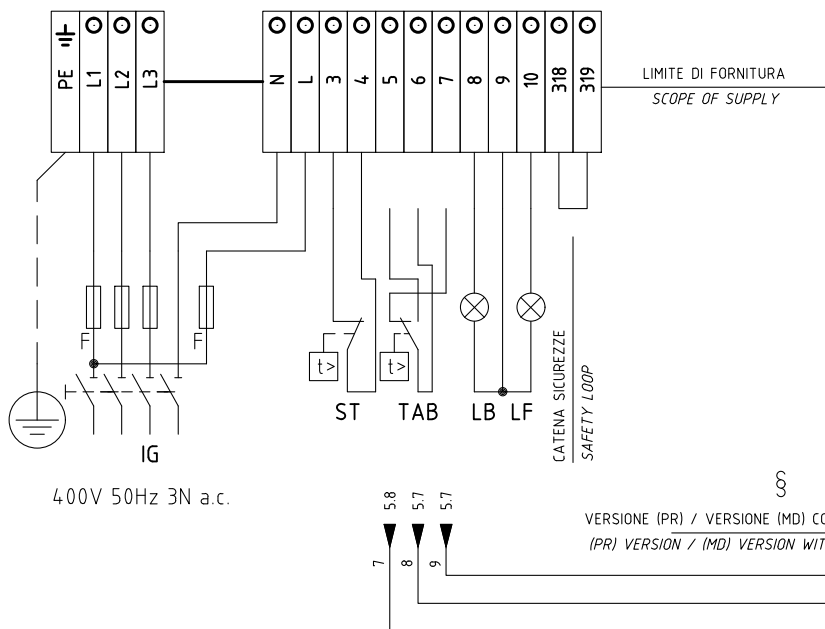 PE L1 L2 L3 N L 3 4 5 6 7 8 9 10 318 319
LIMITE DI FORNITURA
SCOPE OF SUPPLY
F F
t> t>
ST TAB LB LF
CATENA SICUREZZE
SAFETY LOOP
IG
400V 50Hz 3N a.c.
5.8 5.7 5.7
7 8 9
§
VERSIONE (PR) / VERSIONE (MD) CO
(PR) VERSION / (MD) VERSION WIT